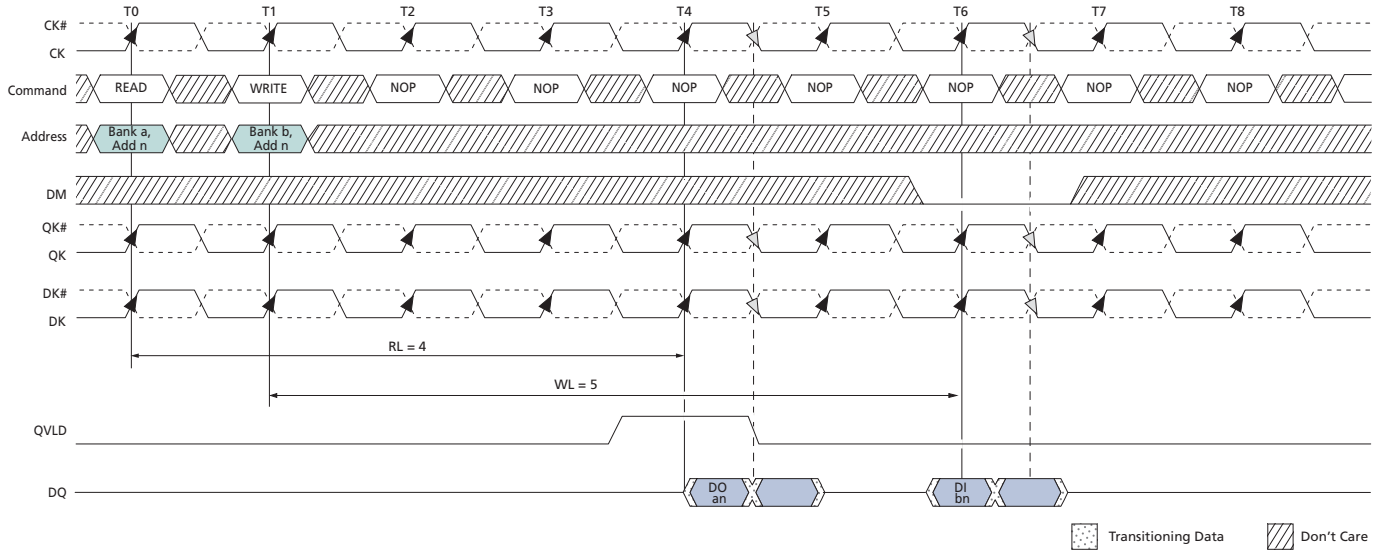 T0 T1 T2 T3 T4 T5 T6 T7 T8
CK#
CK
Command READ WRITE NOP NOP NOP NOP NOP NOP NOP
Address Bank a, Bank b,
Add n Add n
DM
QK#
QK
DK#
DK
RL = 4
WL = 5
QVLD
DQ DO DI
an bn
Transitioning Data Don't Care